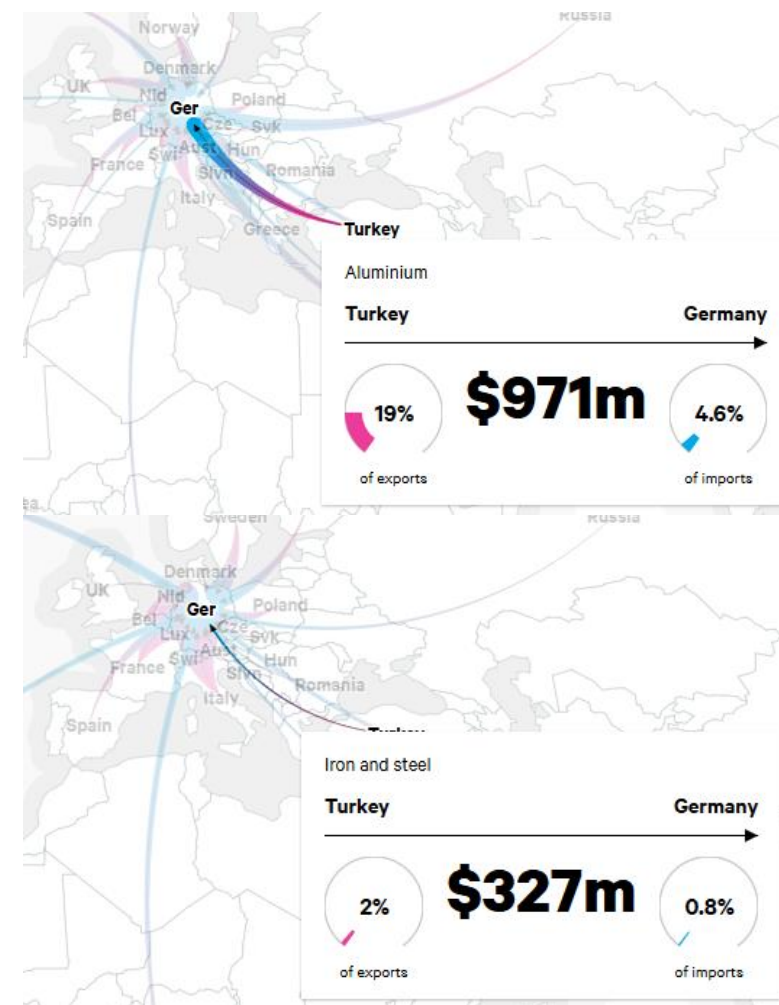 Norway
Russia
Denmark
UK
Nld
Poland
Ger
Bel
Cze
Svk
Lux
Aust
Hun
France
Swi
Slvn
Romania
Italy
Spain
Greece
Turkey
Aluminium
Turkey Germany
19% $971m 4.6%
of exports of imports
Sweden
Russia
Denmark
UK
Nld
Poland
Ger
Bel
Cze
Lux
Svk
Aus
Hun
France
Swi
Slvn
Romania
Italy
Spain
Turkey
Iron and steel
Turkey Germany
2% $327m 0.8%
of exports of imports